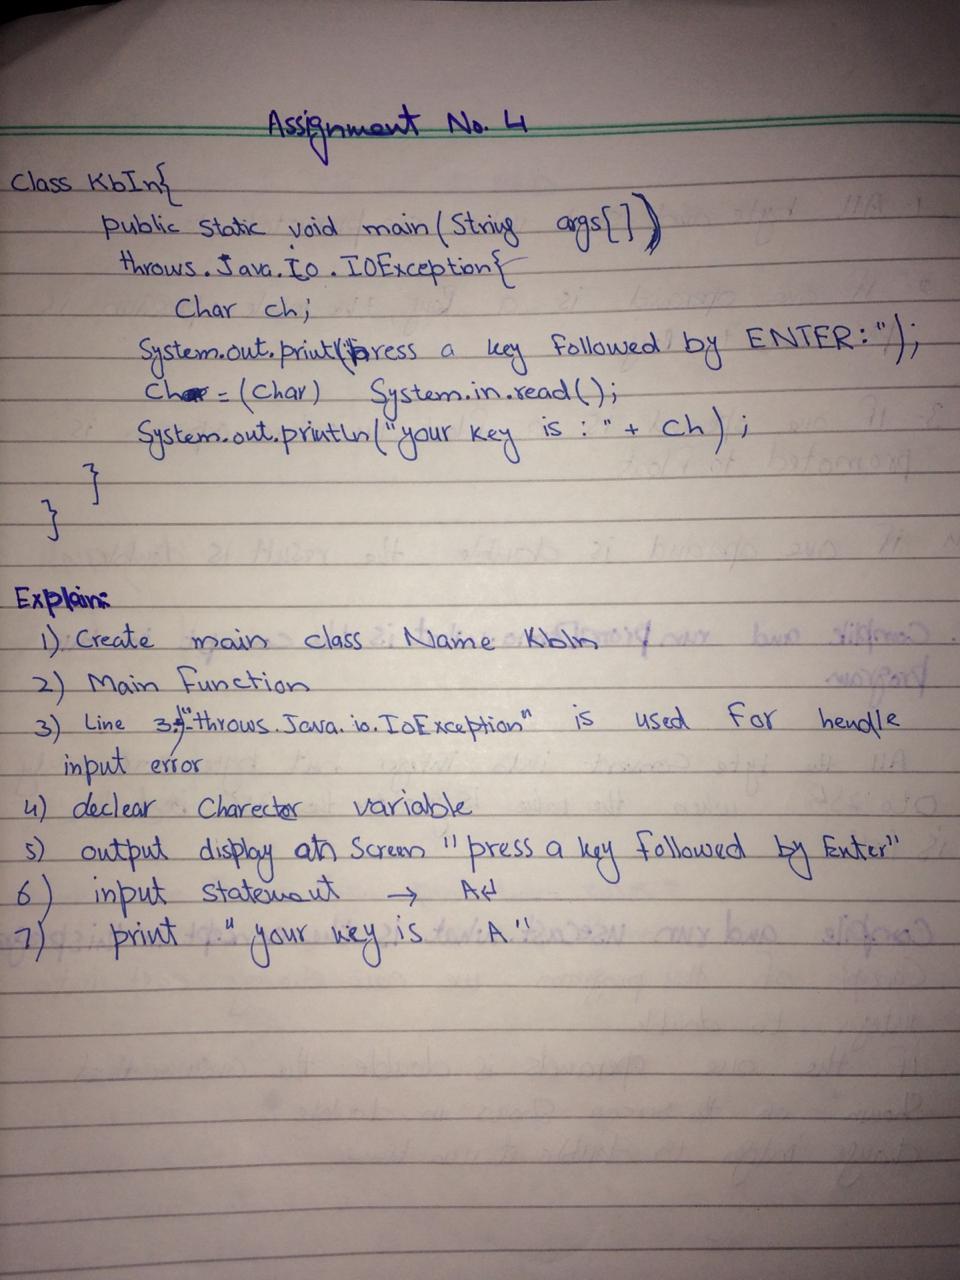 Assignment No. 4
Class KbIn{
public static void main(String args[])
throws.Java.Io.IOException{
Char ch;
System.out.print("press a key followed by ENTER:");
Ch = (Char) System.in.read();
System.out.println("your key is : " + ch) ;
}
}
Explain:
1) Create main class Name KbIn
2) Main Function
3) Line 3:-"throws.Java.io.IoException" is used for hendle
input error
4) declear Charector variable
5) output display on Screen "press a key followed by Enter"
6) input statement → A↵
7) print "your key is A"